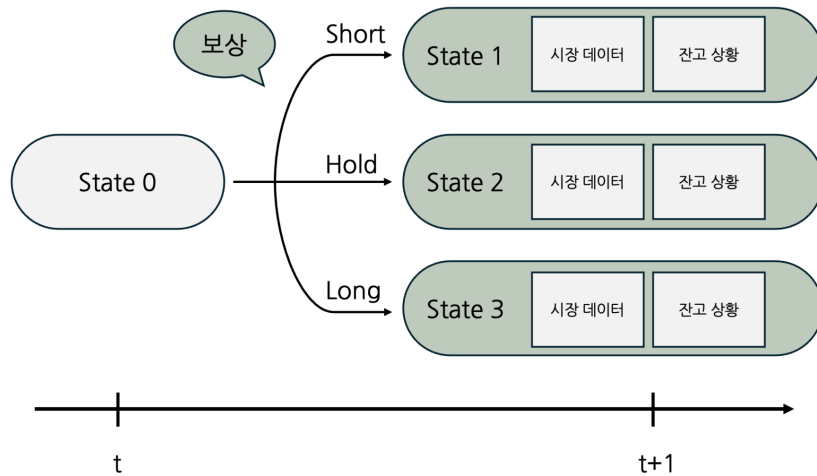 보상
Short
State 1
시장 데이터
잔고 상황
State 0
Hold
State 2
시장 데이터
잔고 상황
Long
State 3
시장 데이터
잔고 상황
t
t+1